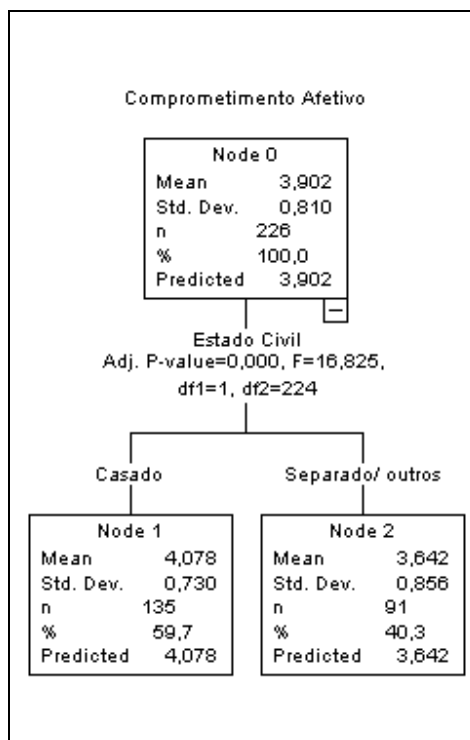 Comprometimento Afetivo
Node 0
Mean 3,902
Std. Dev. 0,810
n 226
% 100,0
Predicted 3,902
Estado Civil
Adj. P-value=0,000, F=16,825,
df1=1, df2=224
Casado
Separado/ outros
Node 1
Mean 4,078
Std. Dev. 0,730
n 135
% 59,7
Predicted 4,078
Node 2
Mean 3,642
Std. Dev. 0,856
n 91
% 40,3
Predicted 3,642